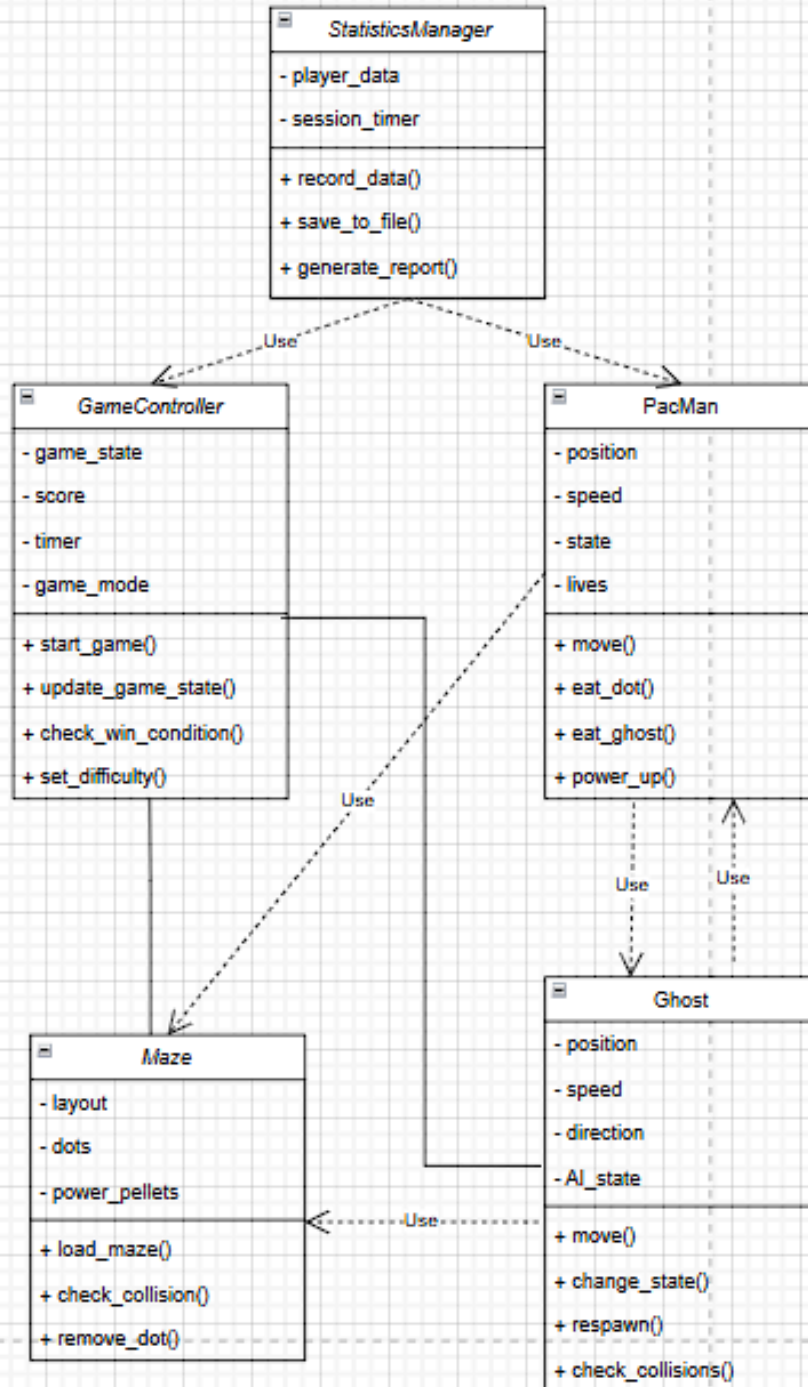 StatisticsManager
- player_data
- session_timer
+ record_data()
+ save_to_file()
+ generate_report()
Use
Use
GameController
- game_state
- score
- timer
- game_mode
+ start_game()
+ update_game_state()
+ check_win_condition()
+ set_difficulty()
PacMan
- position
- speed
- state
- lives
+ move()
+ eat_dot()
+ eat_ghost()
+ power_up()
Use
Use
Use
Maze
- layout
- dots
- power_pellets
+ load_maze()
+ check_collision()
+ remove_dot()
Use
Ghost
- position
- speed
- direction
- AI_state
+ move()
+ change_state()
+ respawn()
+ check_collisions()